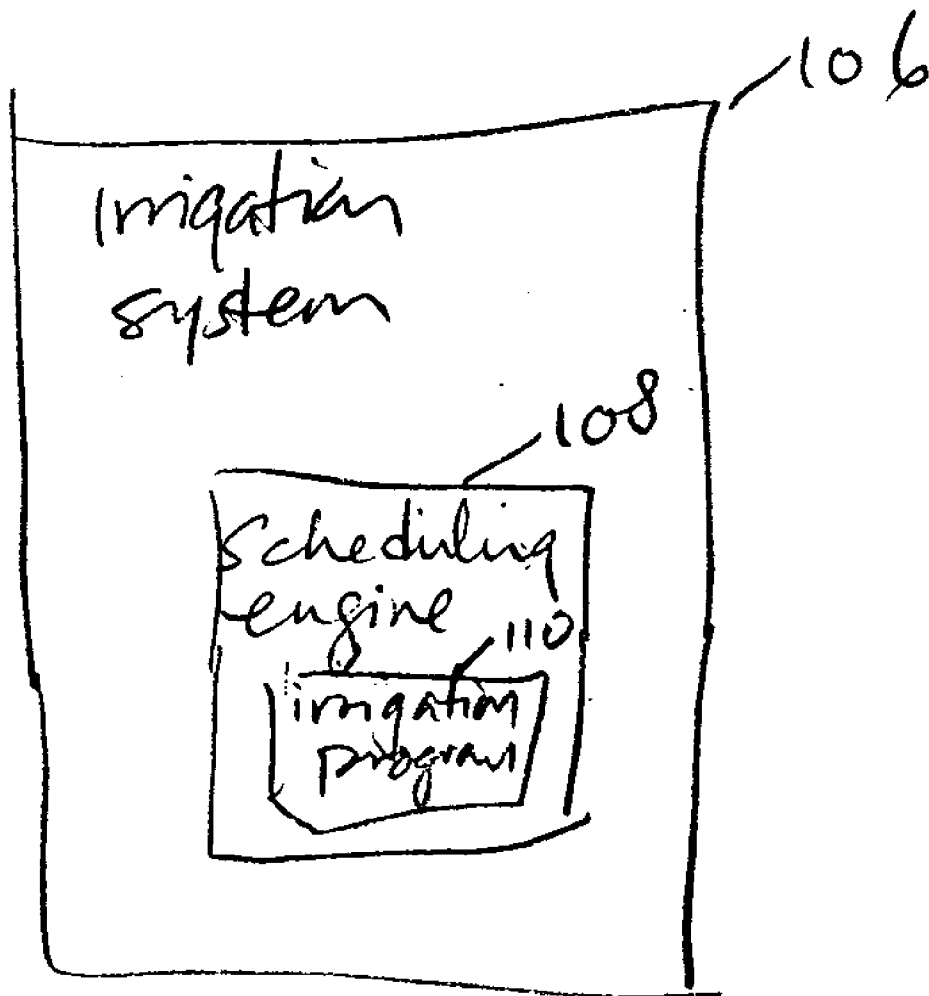 106
Irrigation
system
108
Scheduling
engine
110
irrigation
program